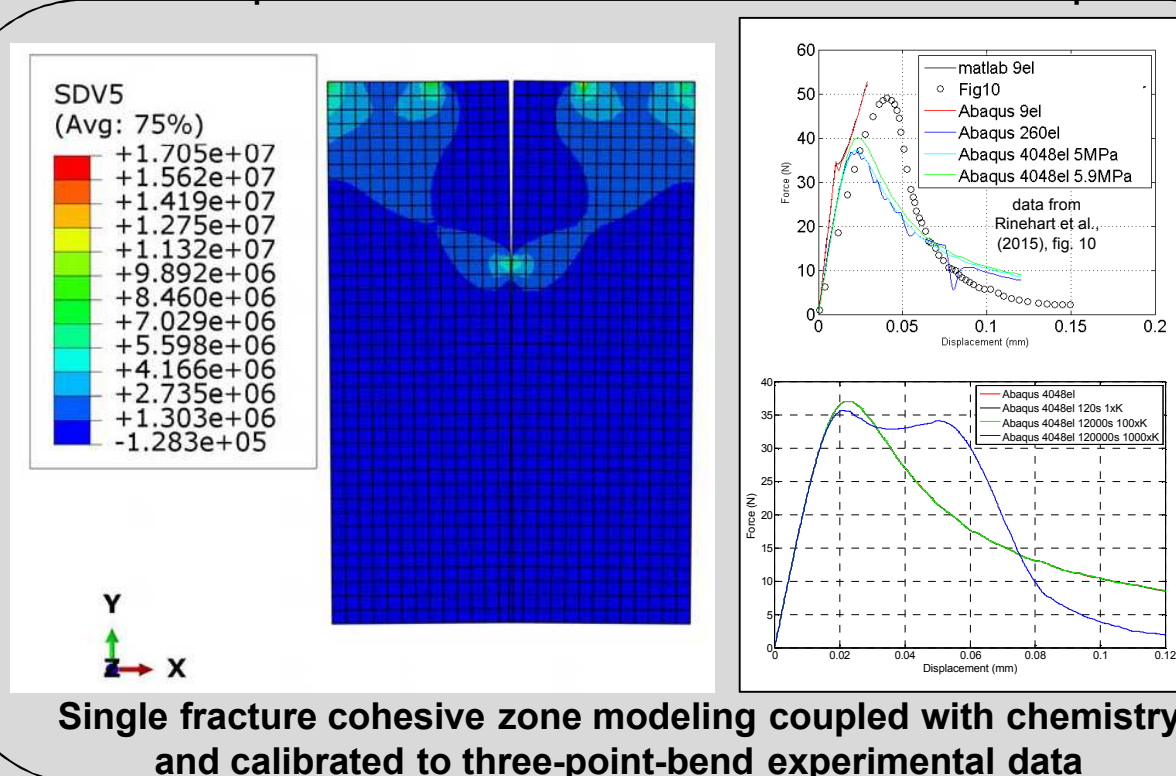 SDV5
(Avg: 75%)
+1.705e+07
+1.562e+07
+1.419e+07
+1.275e+07
+1.132e+07
+9.892e+06
+8.460e+06
+7.029e+06
+5.598e+06
+4.166e+06
+2.735e+06
+1.303e+06
-1.283e+05
Y
Z X
60
50
40
30
20
10
0
Force (N)
0 0.05 0.1 0.15 0.2
Displacement (mm)
matlab 9el
Fig10
Abaqus 9el
Abaqus 260el
Abaqus 4048el 5MPa
Abaqus 4048el 5.9MPa
data from
Rinehart et al.,
(2015), fig. 10
40
35
30
25
20
15
10
5
0
Force (N)
0 0.02 0.04 0.06 0.08 0.1 0.12
Displacement (mm)
Abaqus 4048el
Abaqus 4048el 120s 1xK
Abaqus 4048el 12000s 100xK
Abaqus 4048el 120000s 1000xK
Single fracture cohesive zone modeling coupled with chemistry
and calibrated to three-point-bend experimental data